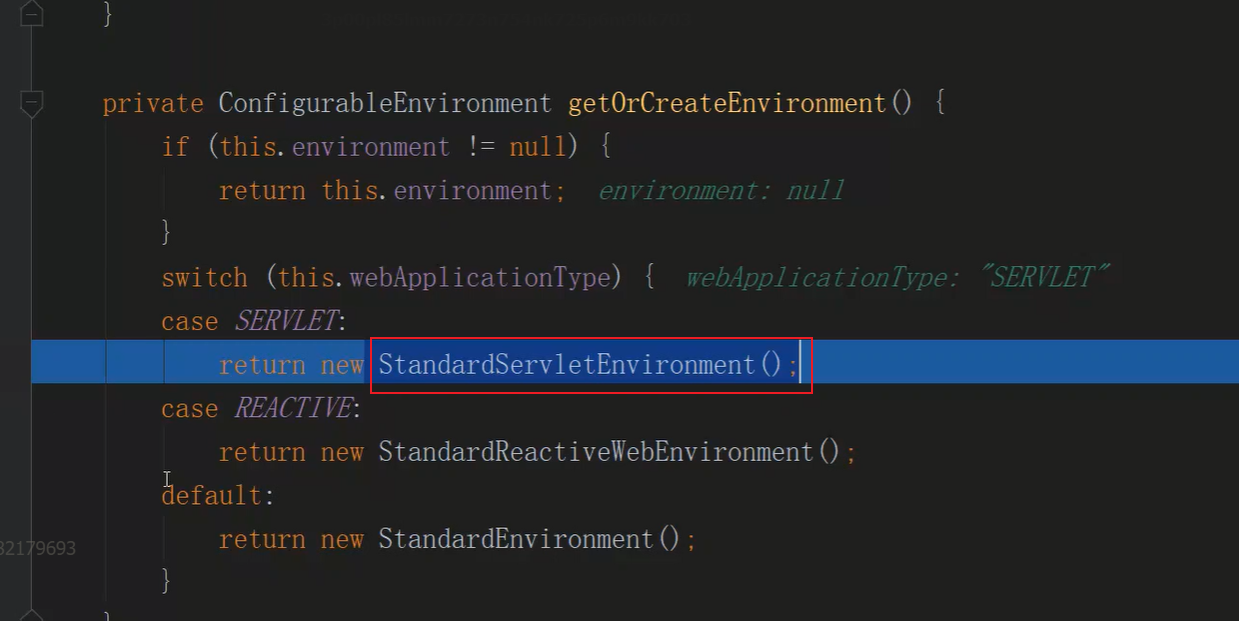 }
private ConfigurableEnvironment getOrCreateEnvironment() {
if (this.environment != null) {
return this.environment; environment: null
}
switch (this.webApplicationType) { webApplicationType: "SERVLET"
case SERVLET:
return new StandardServletEnvironment();
case REACTIVE:
return new StandardReactiveWebEnvironment();
default:
return new StandardEnvironment();
32179693
}
}